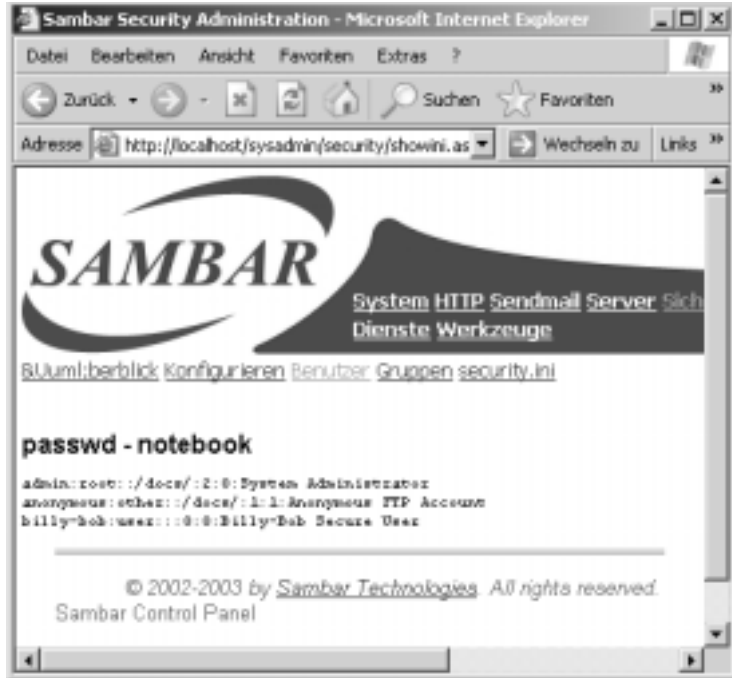 Sambar Security Administration - Microsoft Internet Explorer
Datei Bearbeiten Ansicht Favoriten Extras ?
Zurück Suchen Favoriten »
Adresse http://localhost/sysadmin/security/showini.as Wechseln zu Links »
SAMBAR
System HTTP Sendmail Server Sich
Dienste Werkzeuge
&Uuml;berblick Konfigurieren Benutzer Gruppen security.ini
passwd - notebook
admin:root::/docs/:2:0:System Administrator
anonymous:other::/docs/:1:1:Anonymous FTP Account
billy-bob:user:::0:0:Billy-Bob Secure User
© 2002-2003 by Sambar Technologies. All rights reserved.
Sambar Control Panel